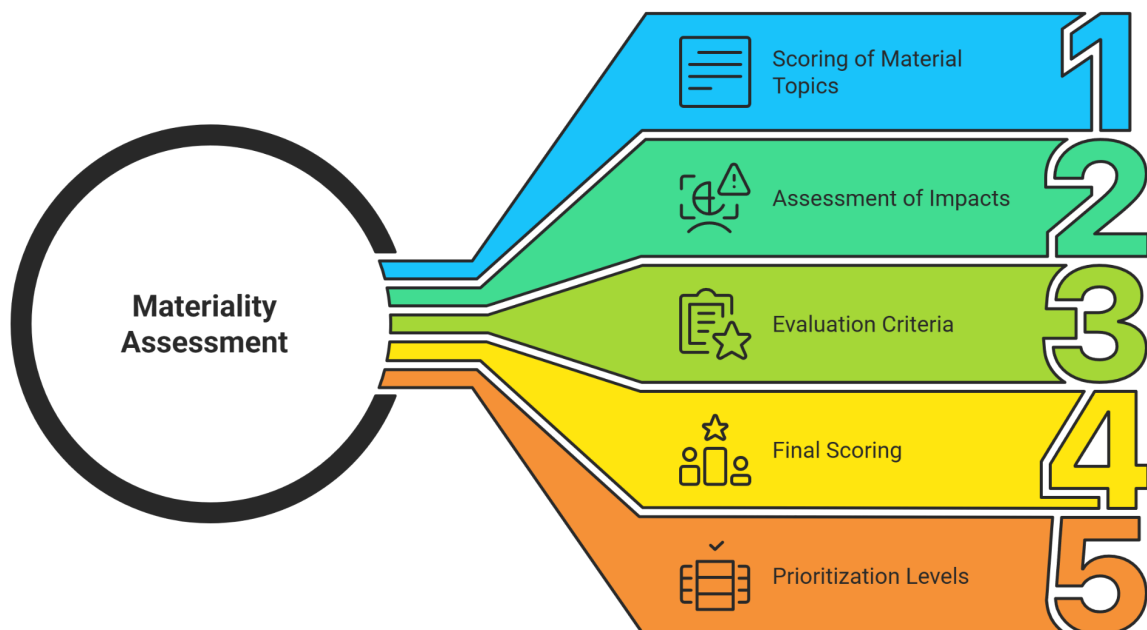 Materiality
Assessment
Scoring of Material
Topics
1
Assessment of Impacts
2
Evaluation Criteria
3
Final Scoring
4
Prioritization Levels
5